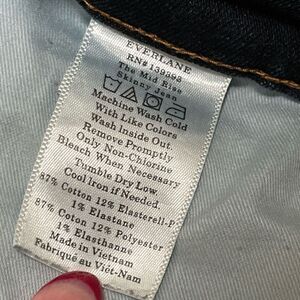 EVERLANE
RN# 139398
The Mid Rise
Skinny Jean
Machine Wash Cold
With Like Colors
Wash Inside Out.
Remove Promptly
Only Non-Chlorine
Bleach When Necessary
Tumble Dry Low.
Cool Iron if Needed.
87% Cotton 12% Elasterell-P
1% Elastane
87% Coton 12% Polyester
1% Elasthanne
Made in Vietnam
Fabriqué au Viêt-Nam